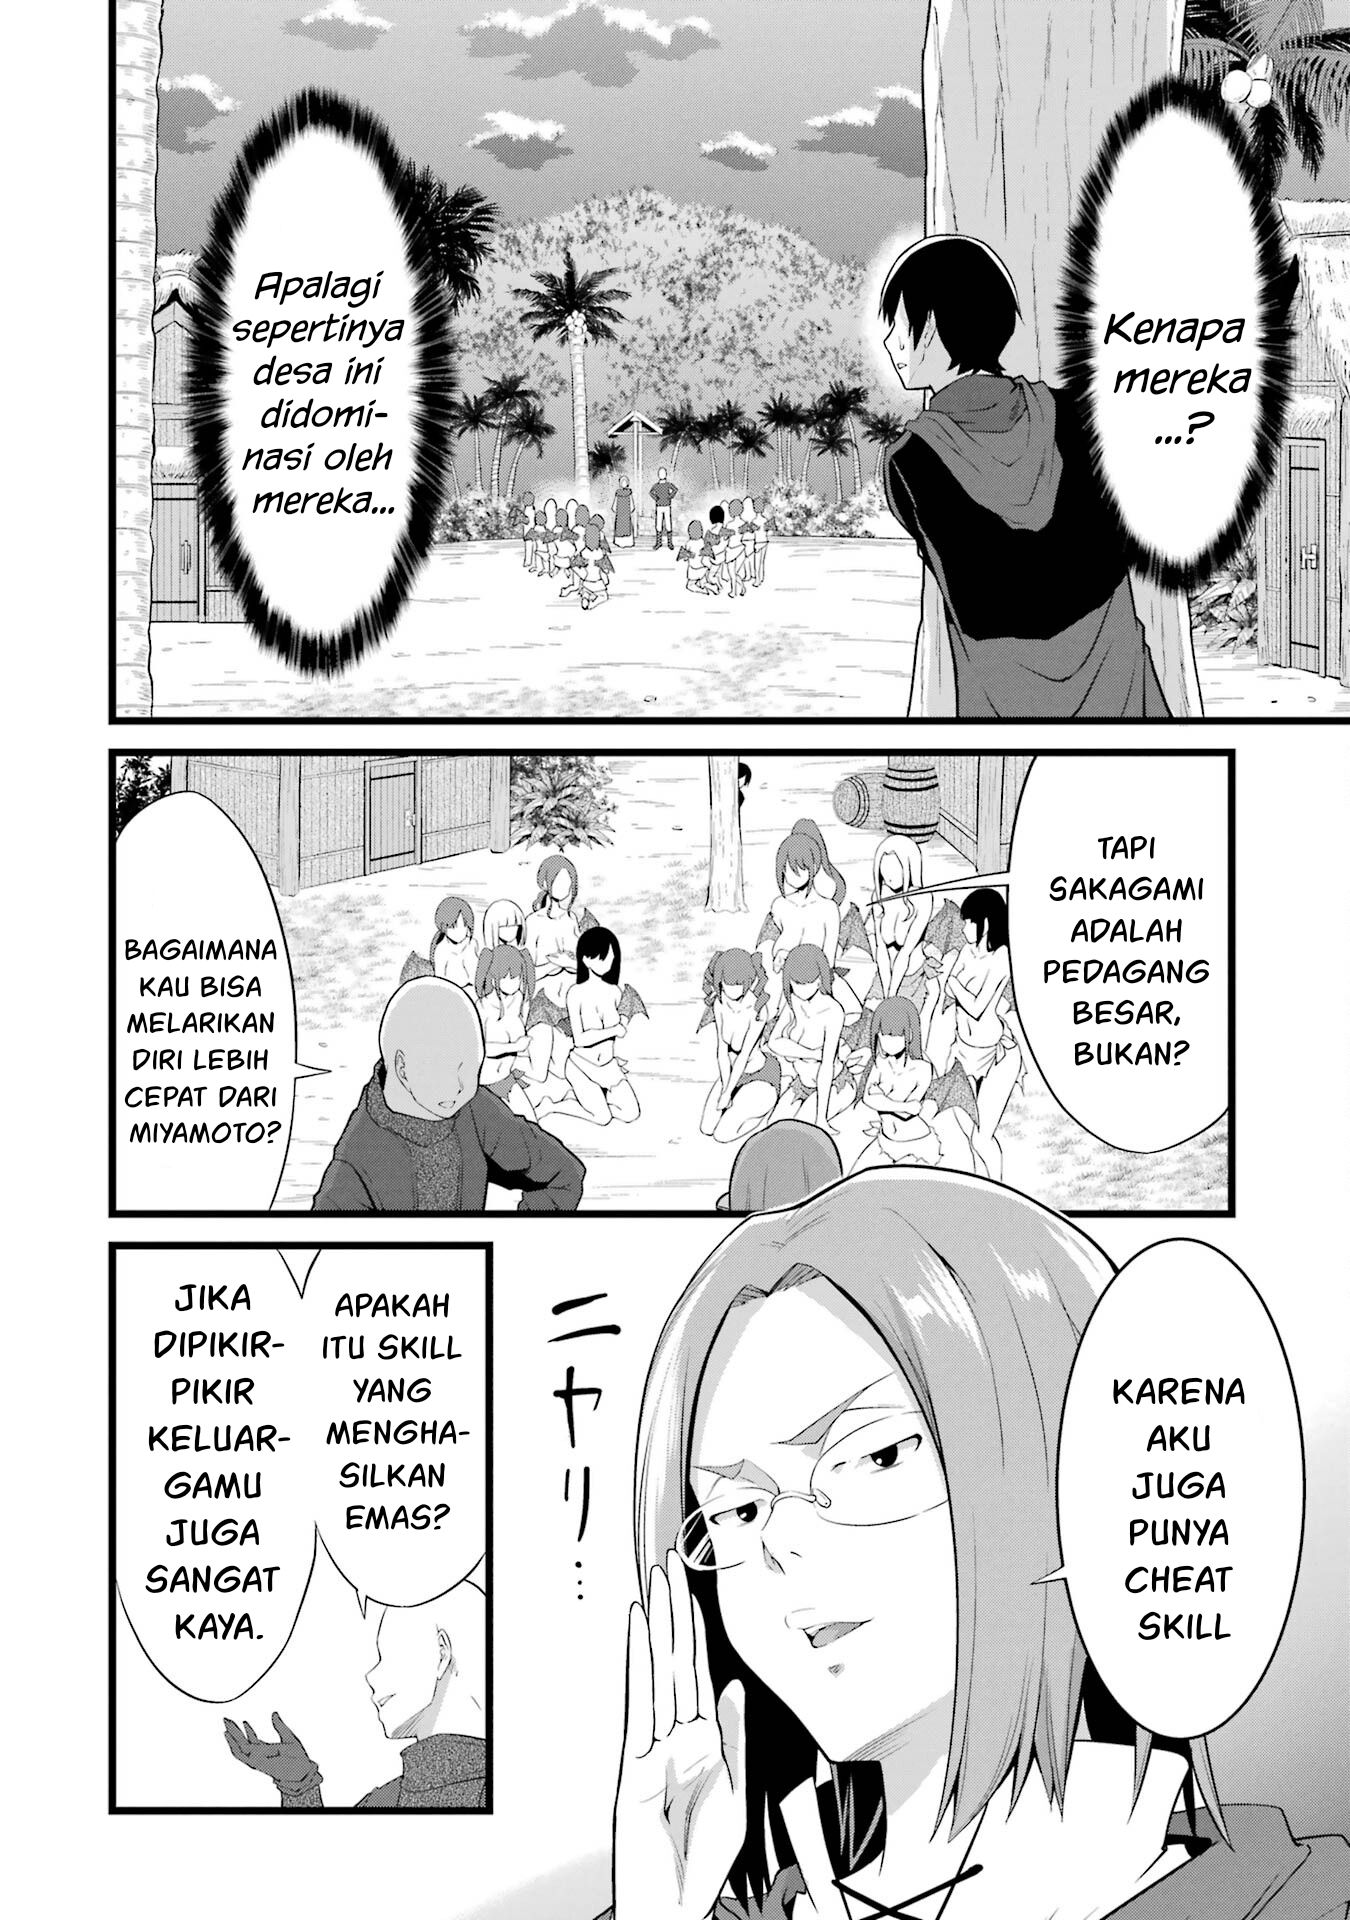 Kenapa
mereka
...?
Apalagi
sepertinya
desa ini
didomi-
nasi oleh
mereka...
TAPI
SAKAGAMI
ADALAH
PEDAGANG
BESAR,
BUKAN?
BAGAIMANA
KAU BISA
MELARIKAN
DIRI LEBIH
CEPAT DARI
MIYAMOTO?
KARENA
AKU
JUGA
PUNYA
CHEAT
SKILL
ニヤリ...
APAKAH
ITU SKILL
YANG
MENGHA-
SILKAN
EMAS?
JIKA
DIPIKIR-
PIKIR
KELUAR-
GAMU
JUGA
SANGAT
KAYA.